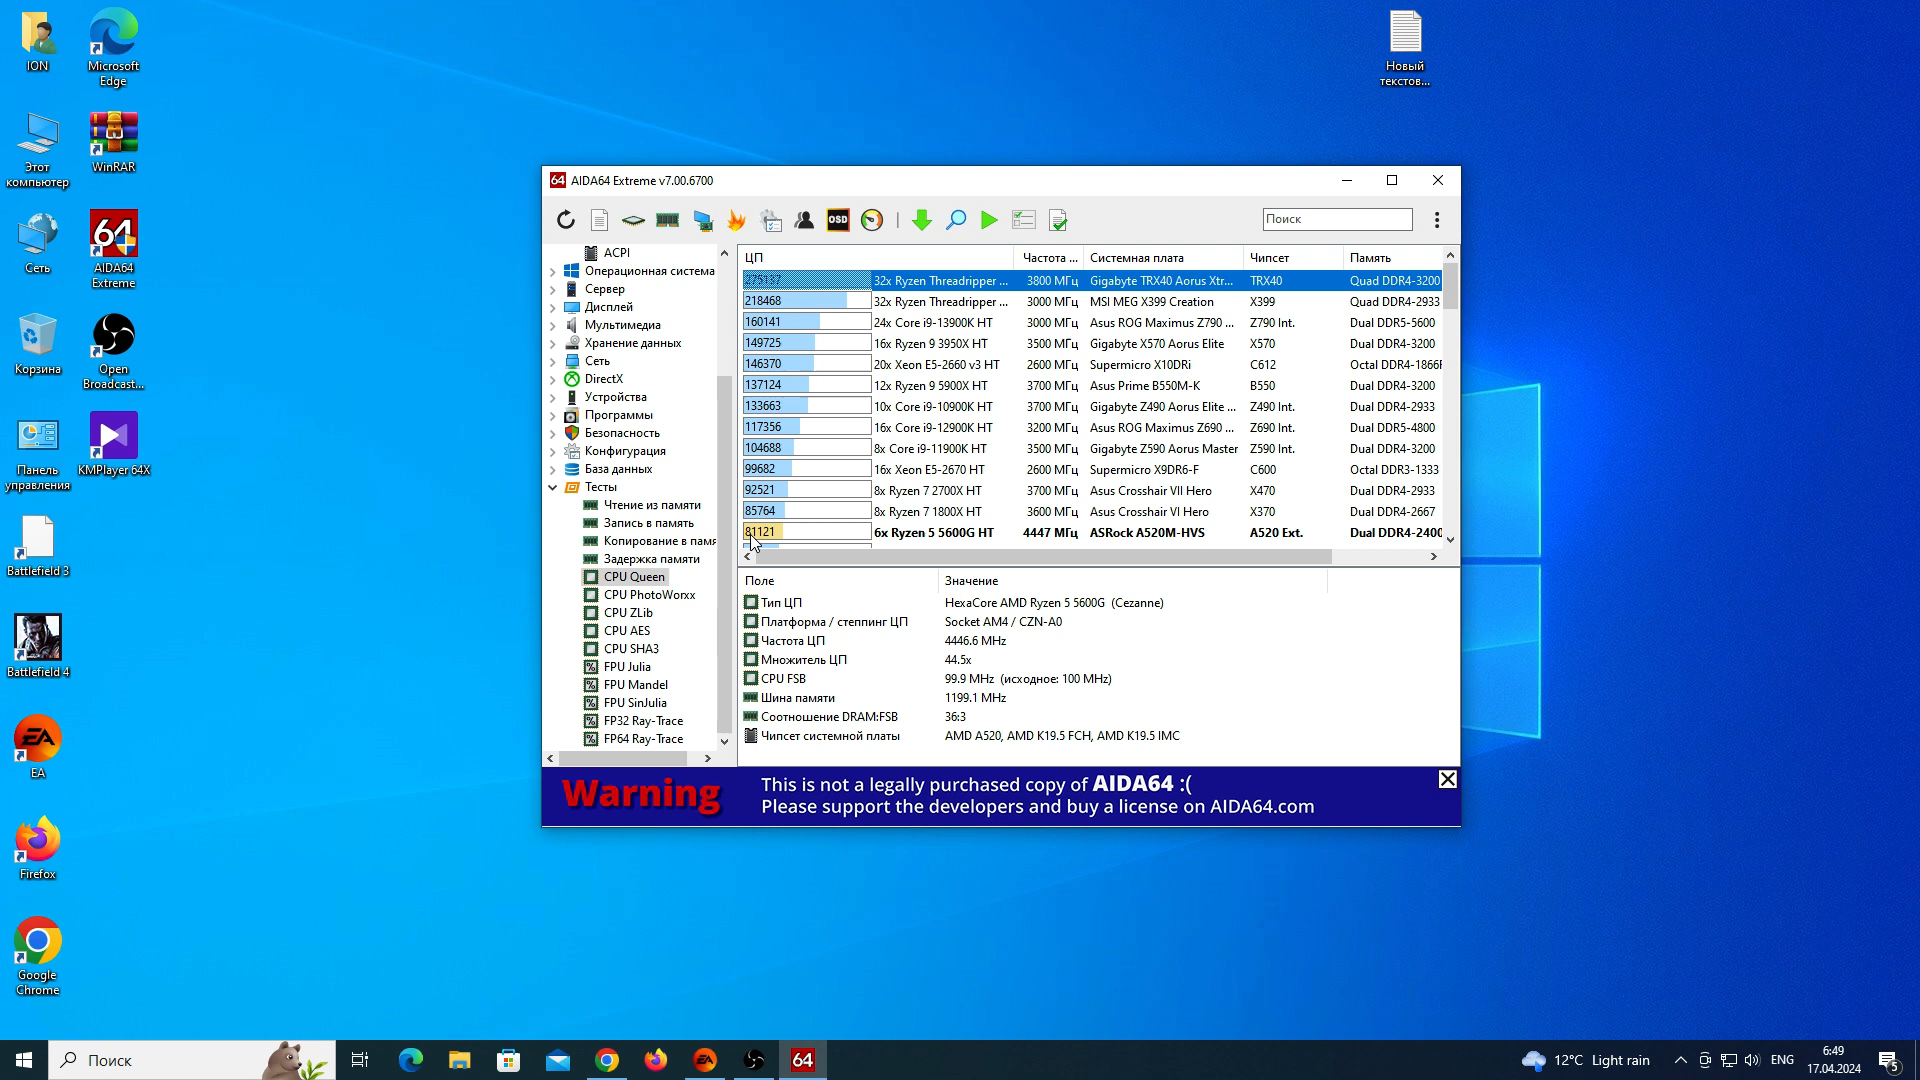 ION
Microsoft
Edge
Новый
текстов...
Этот
компьютер
WinRAR
Сеть
64
AIDA64
Extreme
Корзина
Open
Broadcast...
Панель
управления
KMPlayer 64X
Battlefield 3
Battlefield 4
EA
EA
Firefox
Google
Chrome
64 AIDA64 Extreme v7.00.6700
OSD
Поиск
ACPI
Операционная система
Сервер
Дисплей
Мультимедиа
Хранение данных
Сеть
DirectX
Устройства
Программы
Безопасность
Конфигурация
База данных
Тесты
Чтение из памяти
Запись в память
Копирование в памя
Задержка памяти
CPU Queen
CPU PhotoWorxx
CPU ZLib
CPU AES
CPU SHA3
FPU Julia
FPU Mandel
FPU SinJulia
FP32 Ray-Trace
FP64 Ray-Trace
ЦП Частота ... Системная плата Чипсет Память
275137 32x Ryzen Threadripper ... 3800 МГц Gigabyte TRX40 Aorus Xtr... TRX40 Quad DDR4-3200
218468 32x Ryzen Threadripper ... 3000 МГц MSI MEG X399 Creation X399 Quad DDR4-2933
160141 24x Core i9-13900K HT 3000 МГц Asus ROG Maximus Z790 ... Z790 Int. Dual DDR5-5600
149725 16x Ryzen 9 3950X HT 3500 МГц Gigabyte X570 Aorus Elite X570 Dual DDR4-3200
146370 20x Xeon E5-2660 v3 HT 2600 МГц Supermicro X10DRi C612 Octal DDR4-1866
137124 12x Ryzen 9 5900X HT 3700 МГц Asus Prime B550M-K B550 Dual DDR4-3200
133663 10x Core i9-10900K HT 3700 МГц Gigabyte Z490 Aorus Elite ... Z490 Int. Dual DDR4-2933
117356 16x Core i9-12900K HT 3200 МГц Asus ROG Maximus Z690 ... Z690 Int. Dual DDR5-4800
104688 8x Core i9-11900K HT 3500 МГц Gigabyte Z590 Aorus Master Z590 Int. Dual DDR4-3200
99682 16x Xeon E5-2670 HT 2600 МГц Supermicro X9DR6-F C600 Octal DDR3-1333
92521 8x Ryzen 7 2700X HT 3700 МГц Asus Crosshair VII Hero X470 Dual DDR4-2933
85764 8x Ryzen 7 1800X HT 3600 МГц Asus Crosshair VI Hero X370 Dual DDR4-2667
81121 6x Ryzen 5 5600G HT 4447 МГц ASRock A520M-HVS A520 Ext. Dual DDR4-2400
Поле Значение
Тип ЦП HexaCore AMD Ryzen 5 5600G (Cezanne)
Платформа / степпинг ЦП Socket AM4 / CZN-A0
Частота ЦП 4446.6 MHz
Множитель ЦП 44.5x
CPU FSB 99.9 MHz (исходное: 100 MHz)
Шина памяти 1199.1 MHz
Соотношение DRAM:FSB 36:3
Чипсет системной платы AMD A520, AMD K19.5 FCH, AMD K19.5 IMC
Warning
This is not a legally purchased copy of AIDA64 :(
Please support the developers and buy a license on AIDA64.com
Поиск
EA
64
12°C Light rain
ENG
6:49
17.04.2024
5